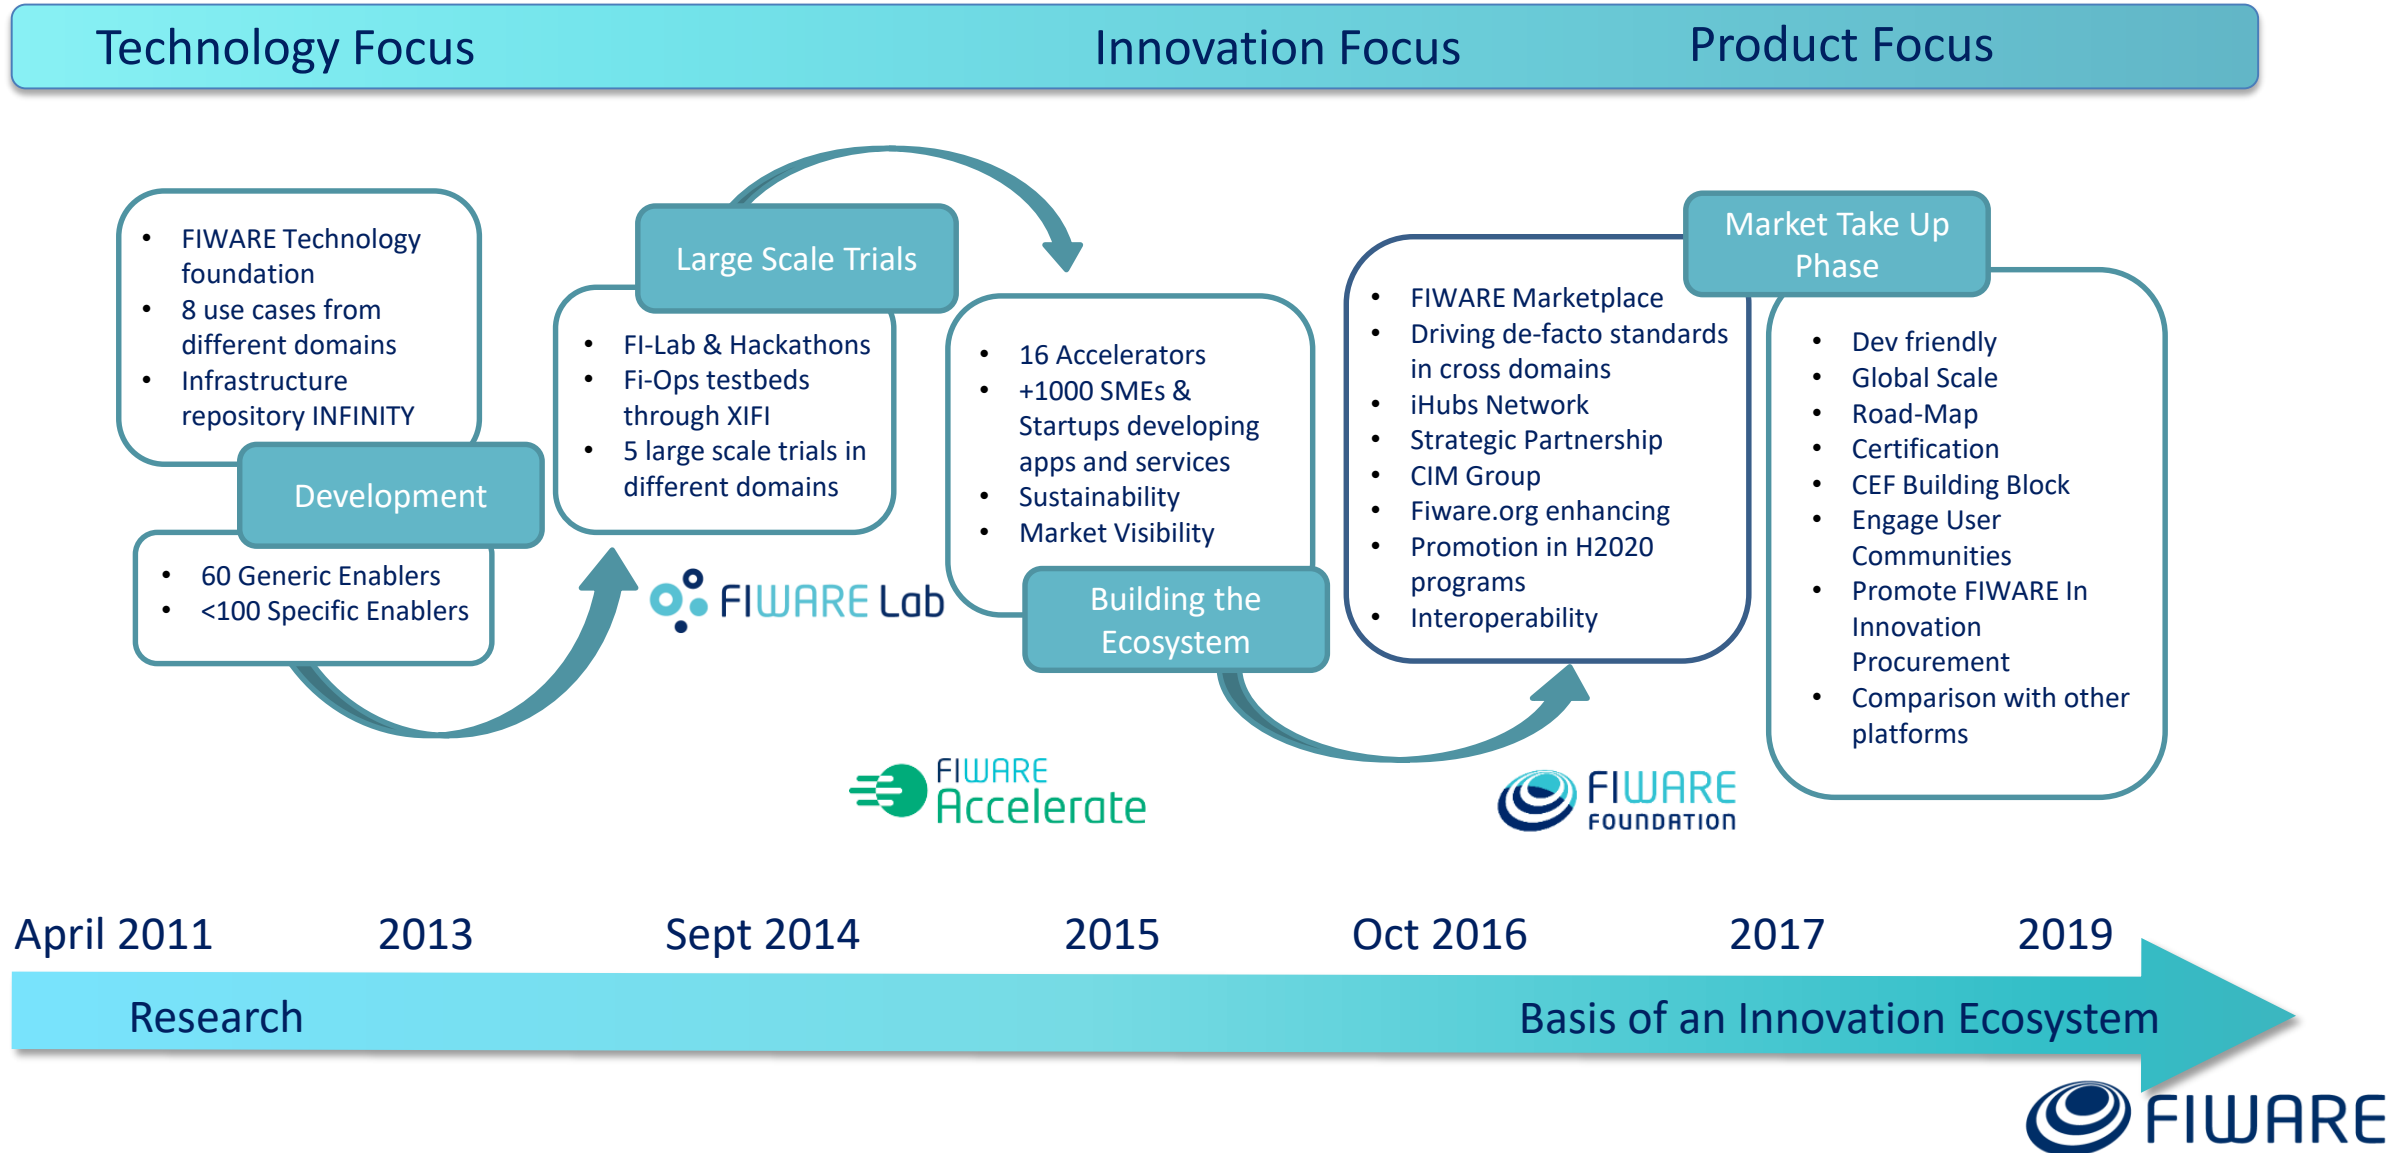 Technology Focus
Innovation Focus
Product Focus
• FIWARE Technology
foundation
• 8 use cases from
different domains
• Infrastructure
repository INFINITY
Development
• 60 Generic Enablers
• <100 Specific Enablers
Large Scale Trials
• FI-Lab & Hackathons
• Fi-Ops testbeds
through XIFI
• 5 large scale trials in
different domains
FIWARE Lab
• 16 Accelerators
• +1000 SMEs &
Startups developing
apps and services
• Sustainability
• Market Visibility
Building the
Ecosystem
FIWARE
Accelerate
• FIWARE Marketplace
• Driving de-facto standards
in cross domains
• iHubs Network
• Strategic Partnership
• CIM Group
• Fiware.org enhancing
• Promotion in H2020
programs
• Interoperability
FIWARE
FOUNDATION
Market Take Up
Phase
• Dev friendly
• Global Scale
• Road-Map
• Certification
• CEF Building Block
• Engage User
Communities
• Promote FIWARE In
Innovation
Procurement
• Comparison with other
platforms
April 2011
2013
Sept 2014
2015
Oct 2016
2017
2019
Research
Basis of an Innovation Ecosystem
FIWARE